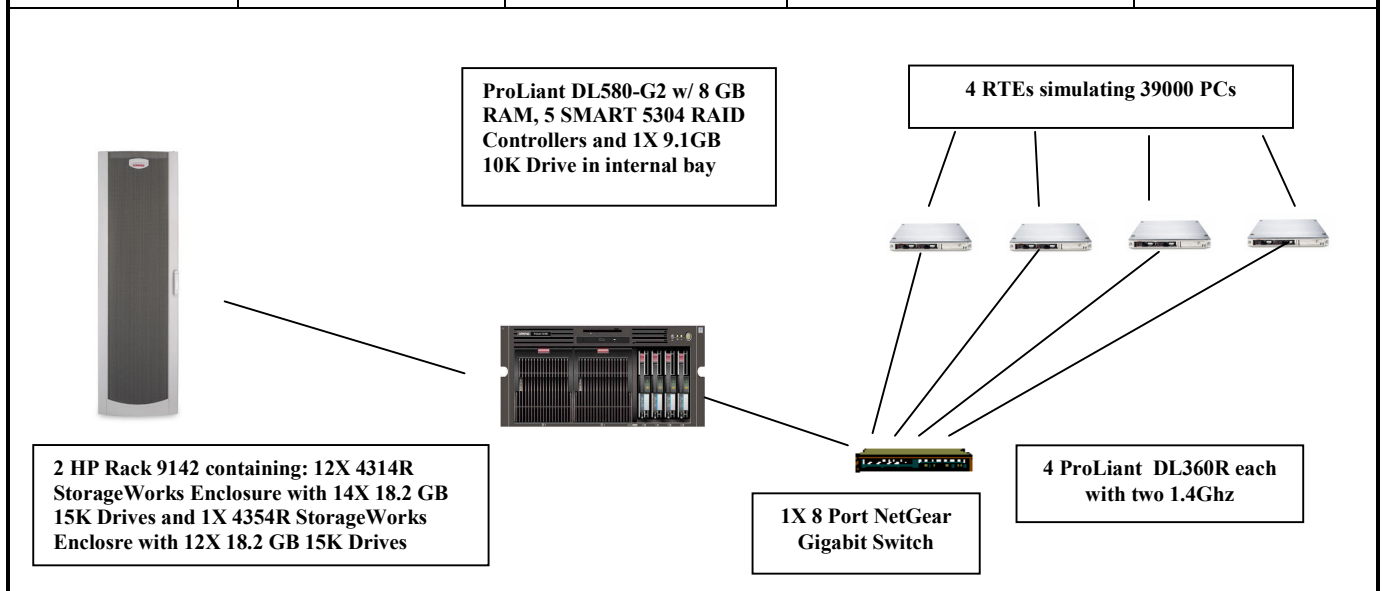 ProLiant DL580-G2 w/ 8 GB
RAM, 5 SMART 5304 RAID
Controllers and 1X 9.1GB
10K Drive in internal bay
4 RTEs simulating 39000 PCs
2 HP Rack 9142 containing: 12X 4314R
StorageWorks Enclosure with 14X 18.2 GB
15K Drives and 1X 4354R StorageWorks
Enclosre with 12X 18.2 GB 15K Drives
1X 8 Port NetGear
Gigabit Switch
4 ProLiant DL360R each
with two 1.4Ghz